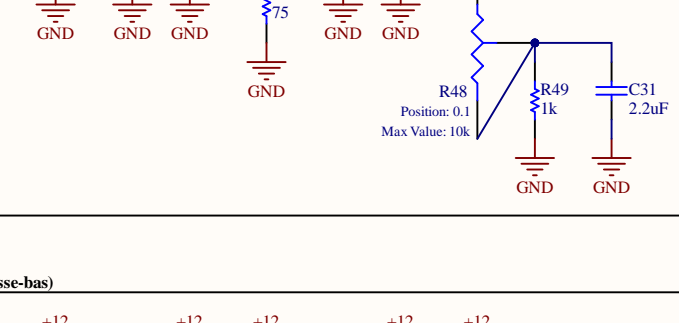 75
GND GND GND GND GND
GND
R48
Position: 0.1
Max Value: 10k
R49
1k
C31
2.2uF
GND GND
sse-bas)
+12 +12 +12 +12 +12